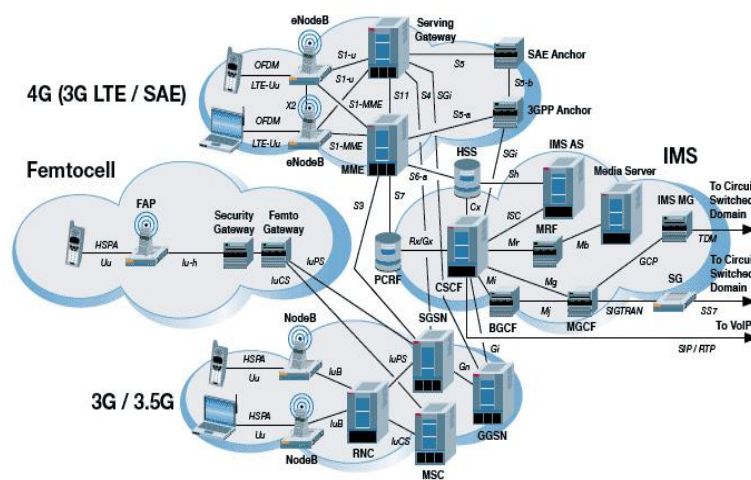 eNodeB
Serving
Gateway
OFDM
LTE-Uu
S1-u
S1-u
S5
SAE Anchor
4G (3G LTE / SAE)
X2
S1-MME
S11
S4
SGi
S5-b
OFDM
LTE-Uu
S5-a
3GPP Anchor
eNodeB
S1-MME
MME
HSS
SGi
IMS AS
IMS
Femtocell
S6-a
Sh
Media Server
S3
S7
Cx
IMS MG
To Circuit
Switched
Domain
FAP
Security
Gateway
Femto
Gateway
ISC
MRF
TDM
HSPA
Uu
Iu-h
IuPS
IuCS
Rx/Gx
Mr
Mb
GCP
To Circuit
Switched
Domain
PCRF
CSCF
Mg
SG
Mi
SGSN
BGCF
Mj
MGCF
SIGTRAN
SS7
NodeB
To VoIP
Gi
SIP / RTP
HSPA
Uu
IuB
IuPS
Gn
3G / 3.5G
HSPA
Uu
IuB
IuCS
GGSN
NodeB
RNC
MSC